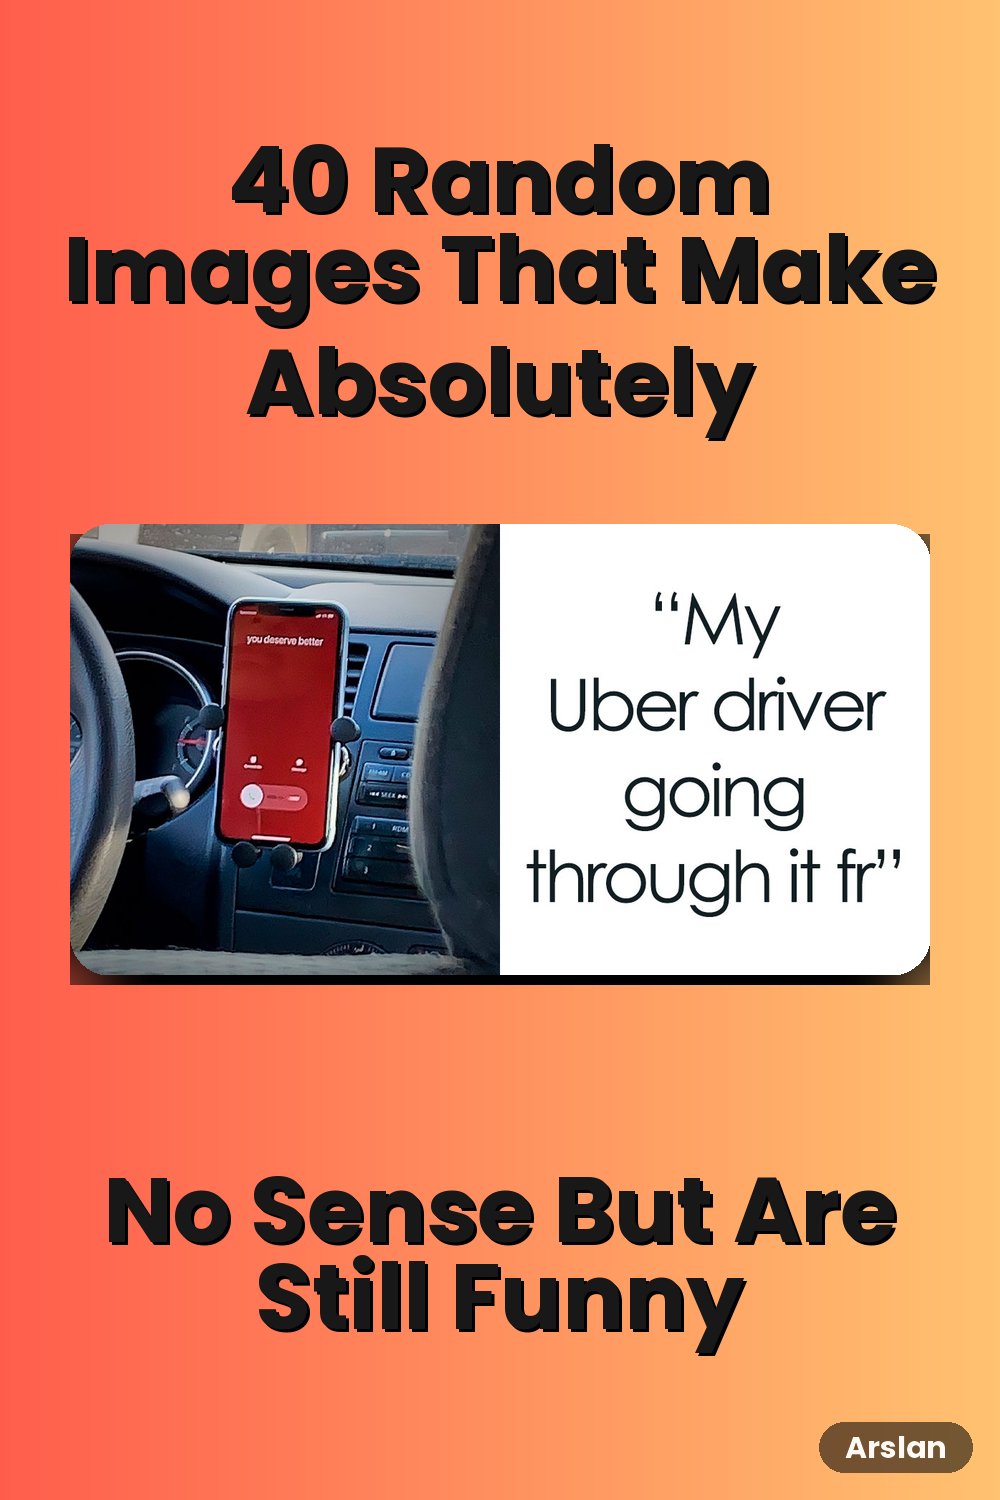 40 Random
Images That Make
Absolutely
you deserve better
“My
Uber driver
going
through it fr”
No Sense But Are
Still Funny
Arslan